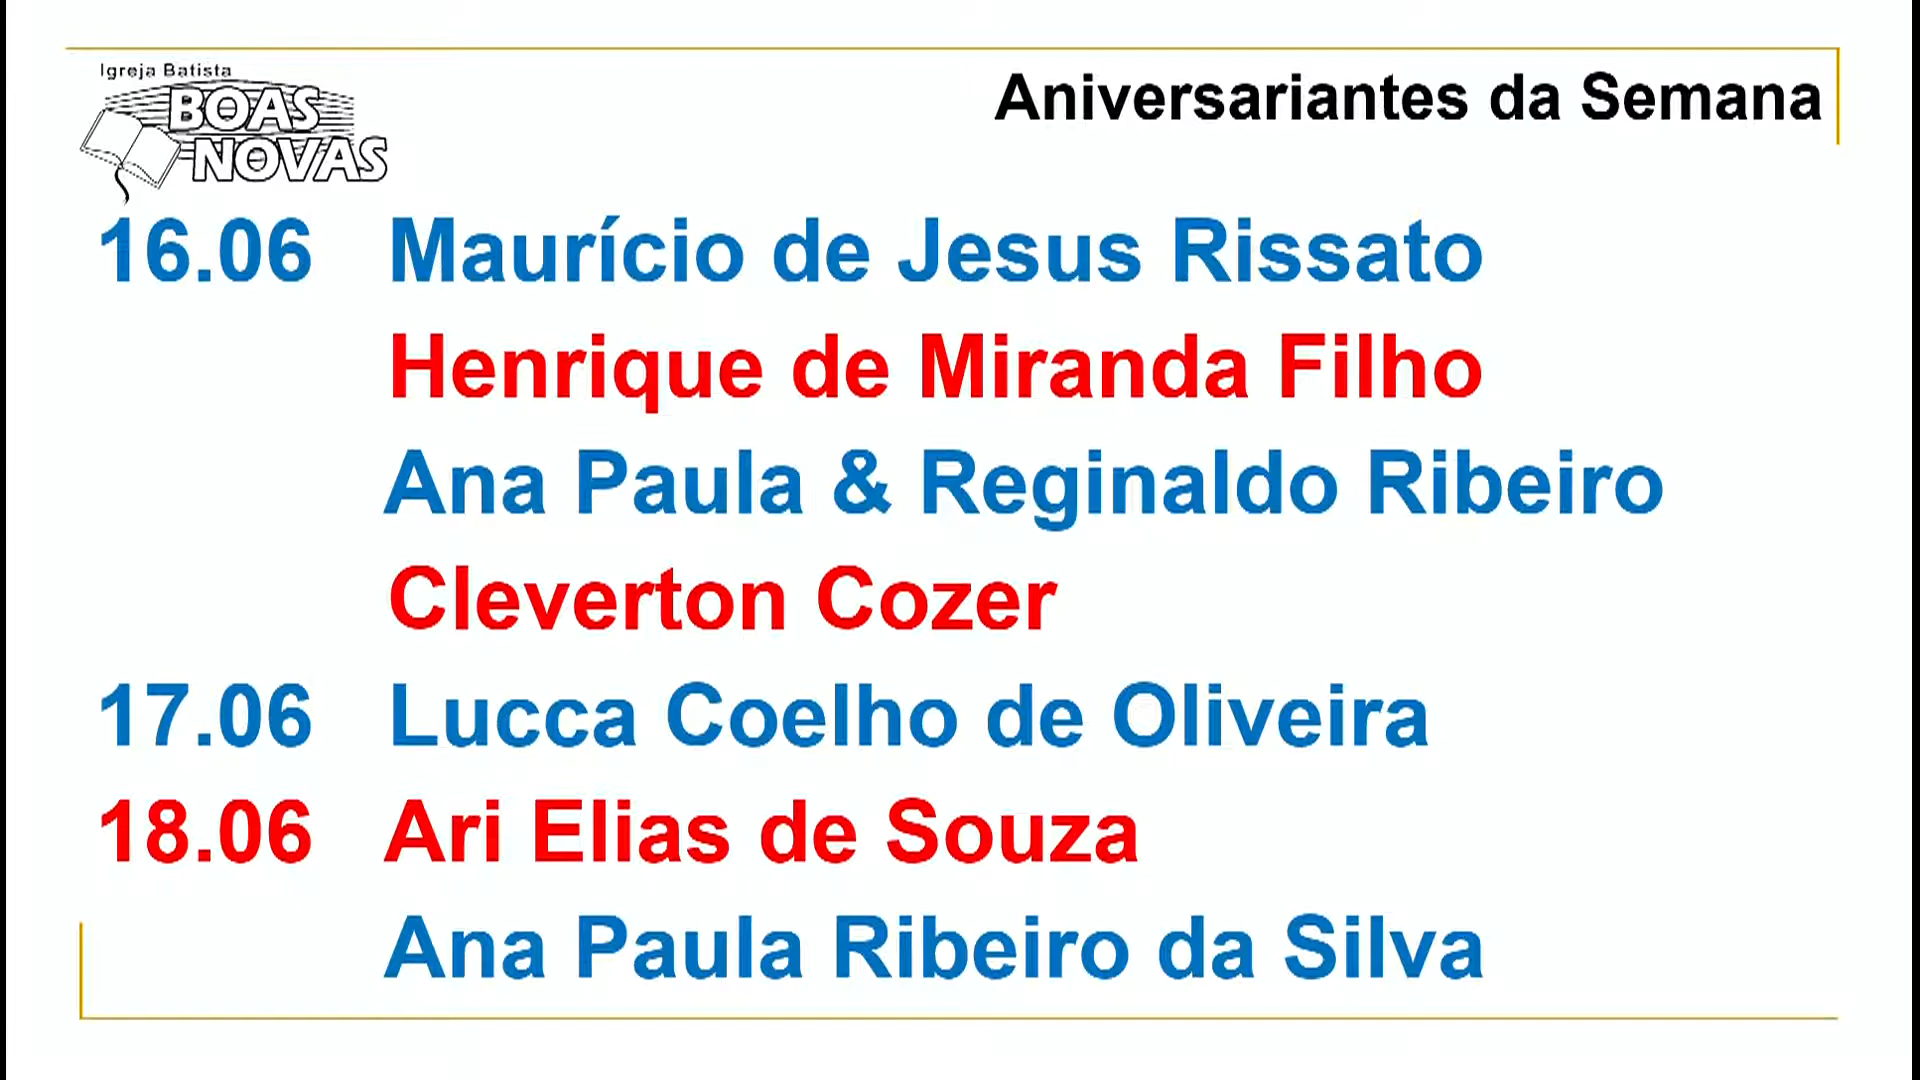 Igreja Batista
BOAS
NOVAS
Aniversariantes da Semana
16.06 Maurício de Jesus Rissato
Henrique de Miranda Filho
Ana Paula & Reginaldo Ribeiro
Cleverton Cozer
17.06 Lucca Coelho de Oliveira
18.06 Ari Elias de Souza
Ana Paula Ribeiro da Silva